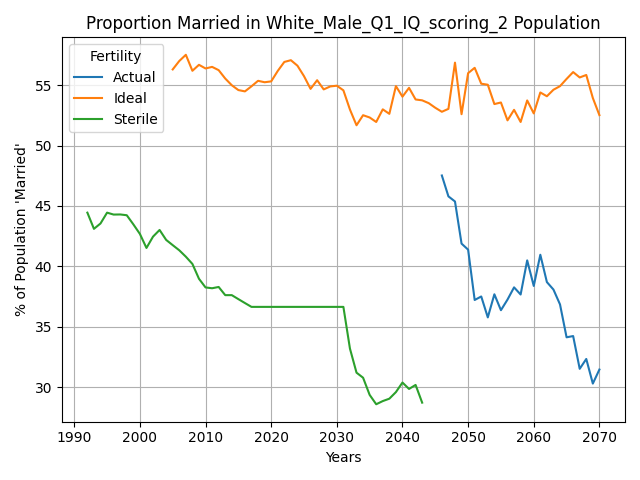 Proportion Married in White_Male_Q1_IQ_scoring_2 Population
Fertility
Actual
Ideal
Sterile
% of Population 'Married'
55
50
45
40
35
30
1990
2000
2010
2020
2030
2040
2050
2060
2070
Years